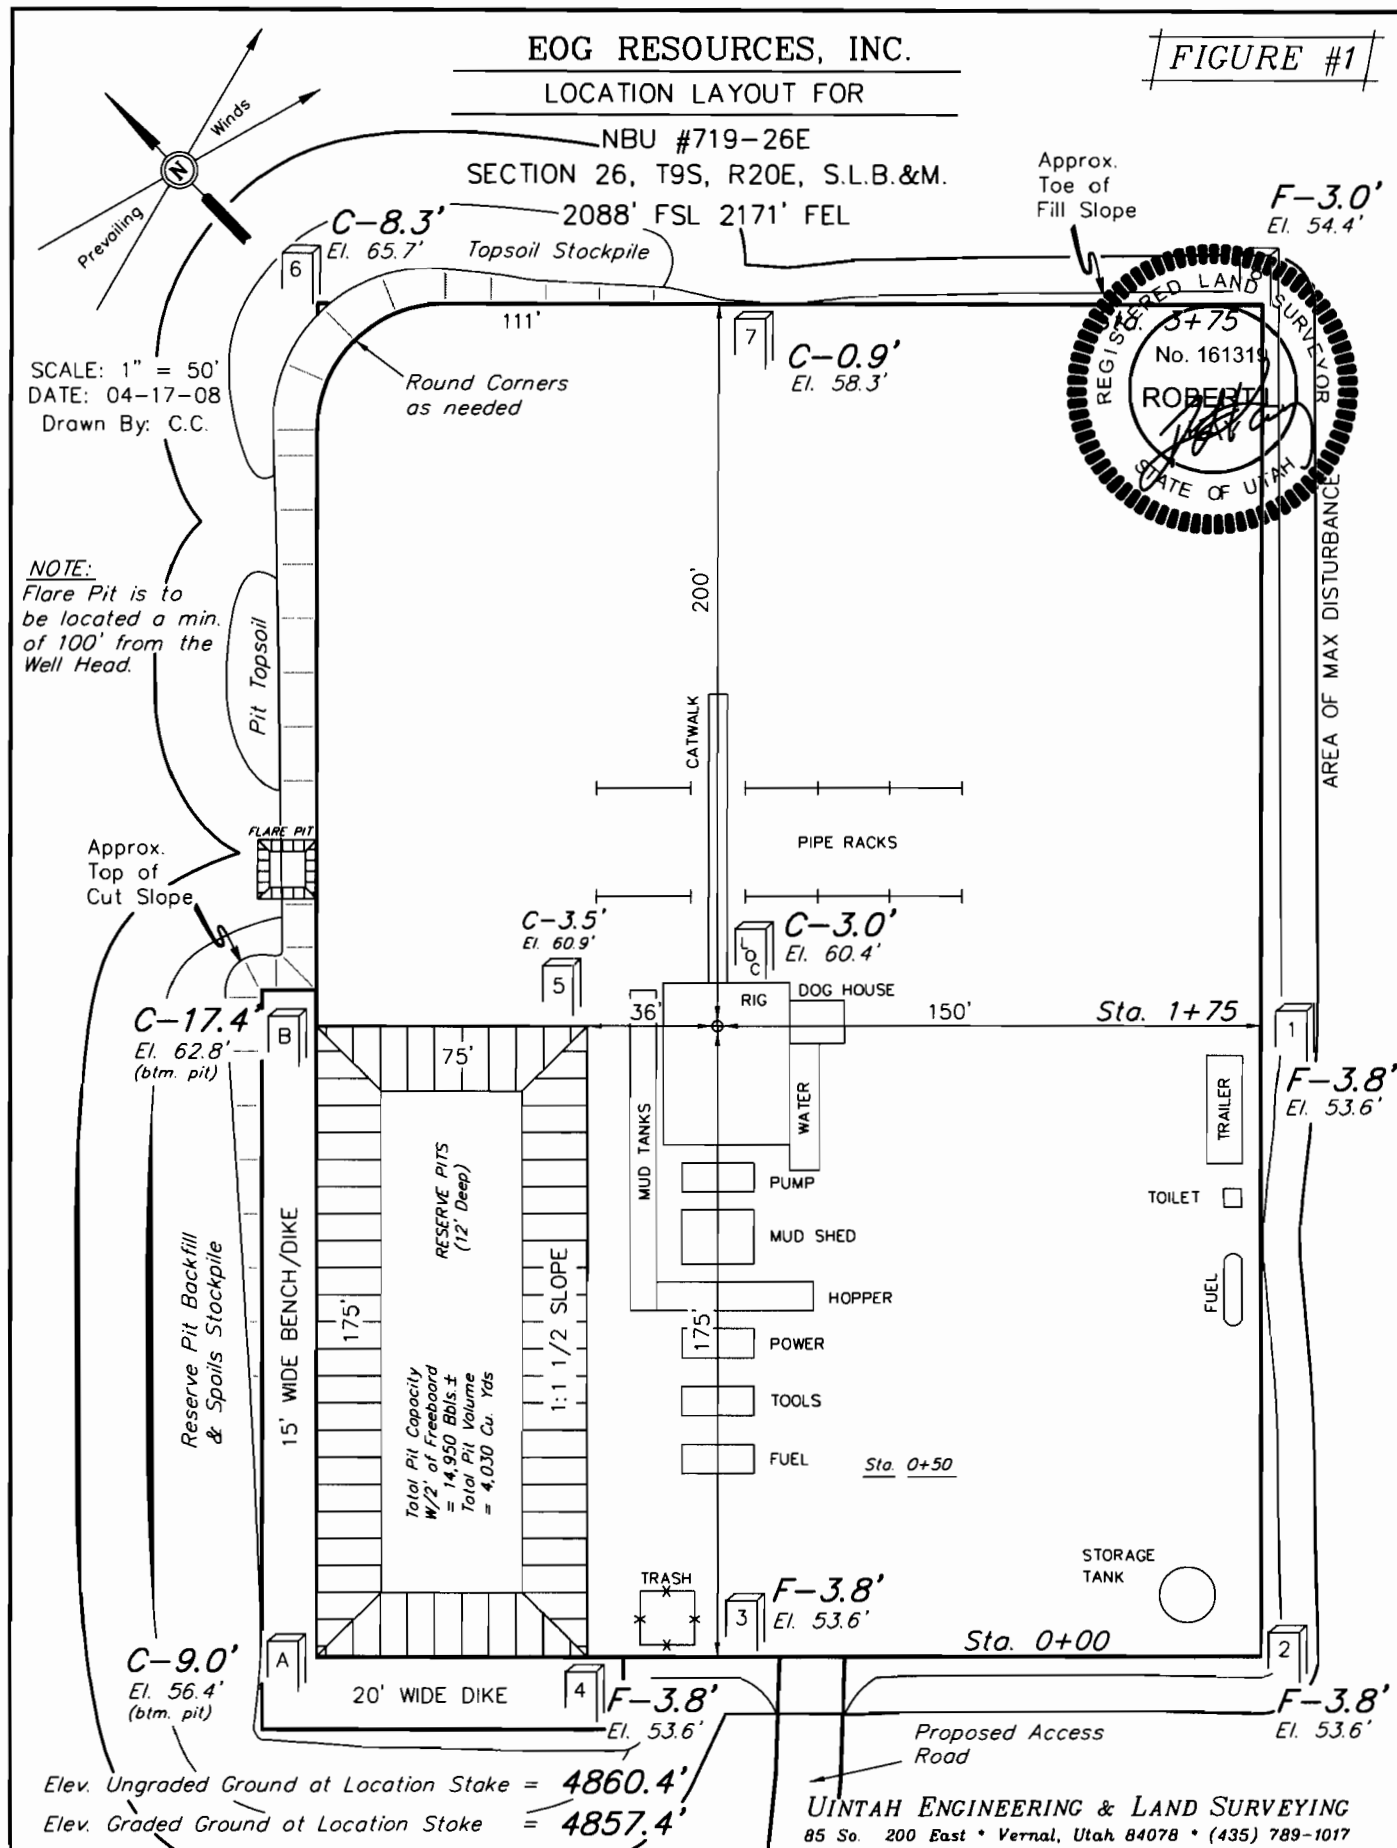 EOG RESOURCES, INC.
LOCATION LAYOUT FOR
NBU #719-26E
SECTION 26, T9S, R20E, S.L.B.&M.
2088' FSL 2171' FEL
FIGURE #1
Winds
N
Prevailing
SCALE: 1" = 50'
DATE: 04-17-08
Drawn By: C.C.
6
C-8.3'
El. 65.7'
Topsoil Stockpile
Approx.
Toe of
Fill Slope
F-3.0'
El. 54.4'
REGISTERED LAND SURVEYOR
Sta. 3+75
No. 161319
ROBERT L.
STATE OF UTAH
111'
Round Corners
as needed
7
C-0.9'
El. 58.3'
NOTE:
Flare Pit is to
be located a min.
of 100' from the
Well Head.
Pit Topsoil
200'
AREA OF MAX DISTURBANCE
CATWALK
PIPE RACKS
FLARE PIT
Approx.
Top of
Cut Slope
C-3.5'
El. 60.9'
5
LOC
C-3.0'
El. 60.4'
C-17.4'
El. 62.8'
(btm. pit)
B
75'
36'
RIG
DOG HOUSE
150'
Sta. 1+75
1
F-3.8'
El. 53.6'
MUD TANKS
WATER
TRAILER
RESERVE PITS
(12' Deep)
PUMP
TOILET
MUD SHED
Reserve Pit Backfill
& Spoils Stockpile
15' WIDE BENCH/DIKE
175'
1:1 1/2 SLOPE
HOPPER
FUEL
175'
POWER
Total Pit Capacity
W/2' of Freeboard
= 14,950 Bbls.±
Total Pit Volume
= 4,030 Cu. Yds
TOOLS
FUEL
Sta. 0+50
STORAGE
TANK
TRASH
3
F-3.8'
El. 53.6'
Sta. 0+00
2
F-3.8'
El. 53.6'
C-9.0'
El. 56.4'
(btm. pit)
A
20' WIDE DIKE
4
F-3.8'
El. 53.6'
Proposed Access
Road
Elev. Ungraded Ground at Location Stake = 4860.4'
Elev. Graded Ground at Location Stake = 4857.4'
UINTAH ENGINEERING & LAND SURVEYING
85 So. 200 East * Vernal, Utah 84078 * (435) 789-1017